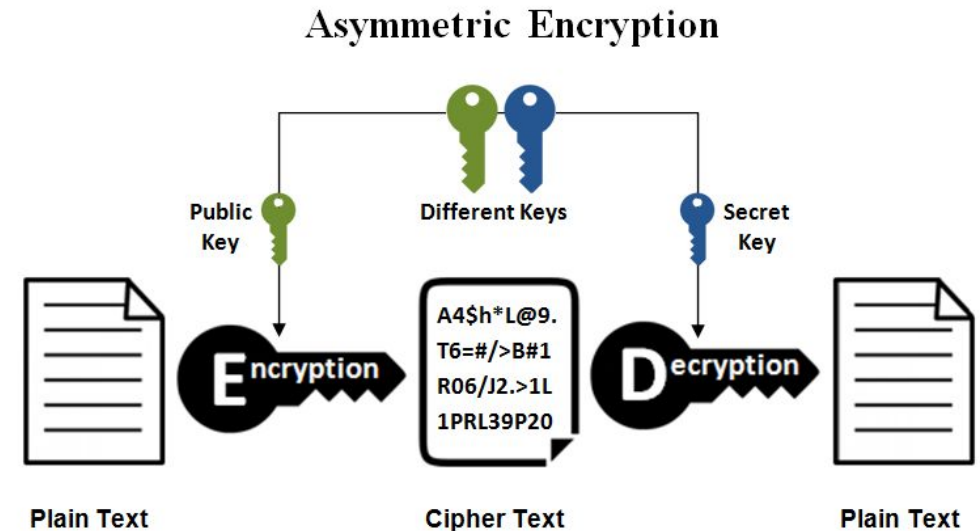 Asymmetric Encryption
Public
Key
Different Keys
Secret
Key
Encryption
A4$h*L@9.
T6=#/>B#1
R06/J2.>1L
1PRL39P20
Decryption
Plain Text
Cipher Text
Plain Text